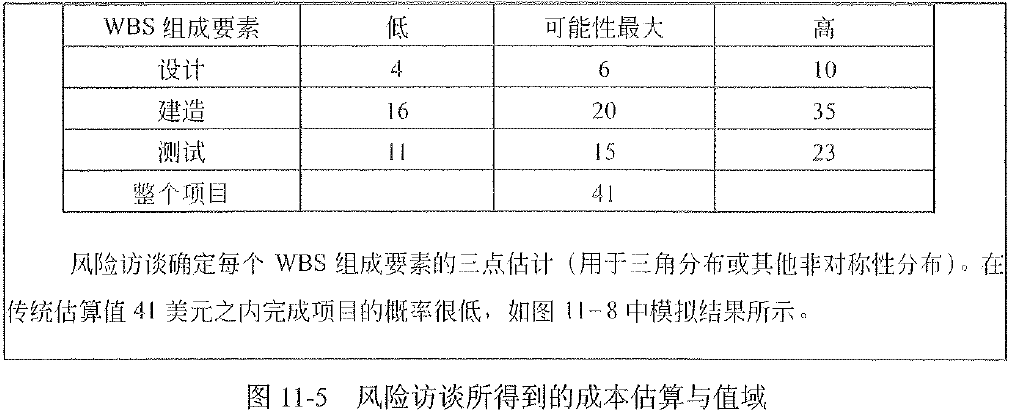 WBS 组成要素 低 可能性最大 高
设计 4 6 10
建造 16 20 35
测试 11 15 23
整个项目 41
风险访谈确定每个 WBS 组成要素的三点估计（用于三角分布或其他非对称性分布）。在
传统估算值 41 美元之内完成项目的概率很低，如图 11-8 中模拟结果所示。
图 11-5 风险访谈所得到的成本估算与值域